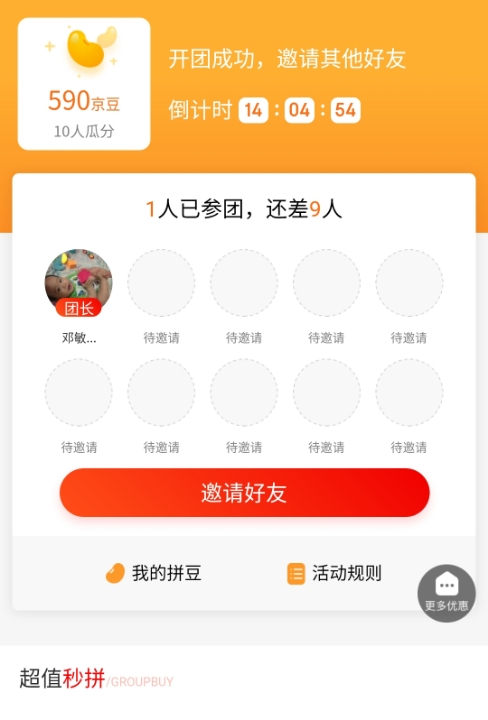 开团成功，邀请其他好友
590京豆
10人瓜分
倒计时 14 : 04 : 54
1人已参团，还差9人
团长
邓敏... 待邀请 待邀请 待邀请 待邀请
待邀请 待邀请 待邀请 待邀请 待邀请
邀请好友
我的拼豆 活动规则
更多优惠
超值秒拼/GROUPBUY